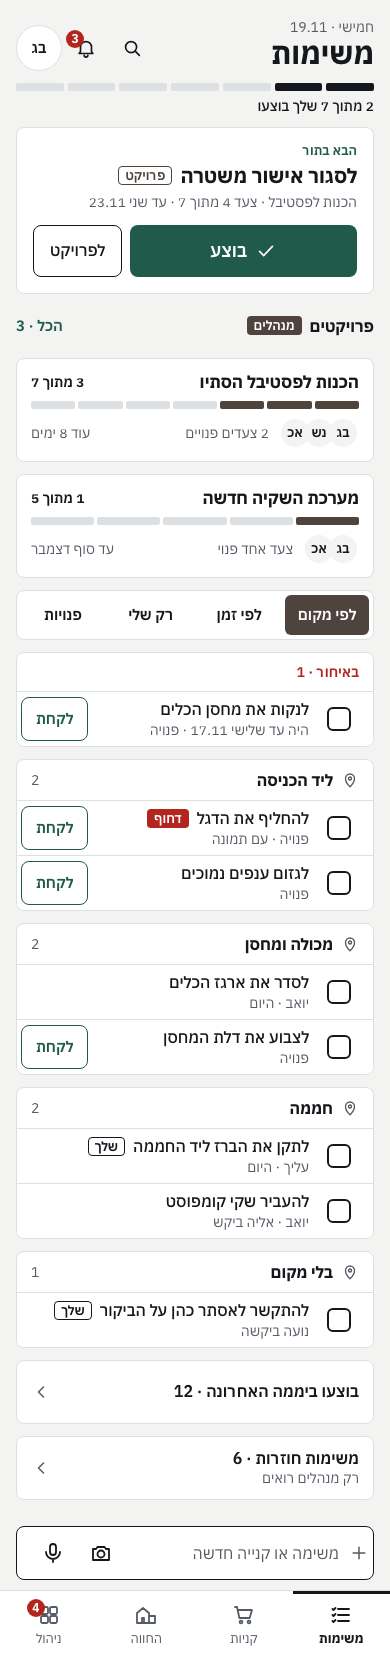 חמישי · 19.11
משימות
3
בג
2 מתוך 7 שלך בוצעו
הבא בתור
לסגור אישור משטרה פרויקט
הכנות לפסטיבל · צעד 4 מתוך 7 · עד שני 23.11
בוצע
לפרויקט
פרויקטים מנהלים
הכל · 3
הכנות לפסטיבל הסתיו
3 מתוך 7
בג נש אכ 2 צעדים פנויים
עוד 8 ימים
מערכת השקיה חדשה
1 מתוך 5
בג אכ צעד אחד פנוי
עד סוף דצמבר
לפי מקום
לפי זמן
רק שלי
פנויות
באיחור · 1
לנקות את מחסן הכלים
היה עד שלישי 17.11 · פנויה
לקחת
ליד הכניסה
2
להחליף את הדגל דחוף
פנויה · עם תמונה
לקחת
לגזום ענפים נמוכים
פנויה
לקחת
מכולה ומחסן
2
לסדר את ארגז הכלים
יואב · היום
לצבוע את דלת המחסן
פנויה
לקחת
חממה
2
לתקן את הברז ליד החממה שלך
עליך · היום
להעביר שקי קומפוסט
יואב · אליה ביקש
בלי מקום
1
להתקשר לאסתר כהן על הביקור שלך
נועה ביקשה
בוצעו ביממה האחרונה · 12
משימות חוזרות · 6
רק מנהלים רואים
משימה או קנייה חדשה
משימות
קניות
החווה
4
ניהול